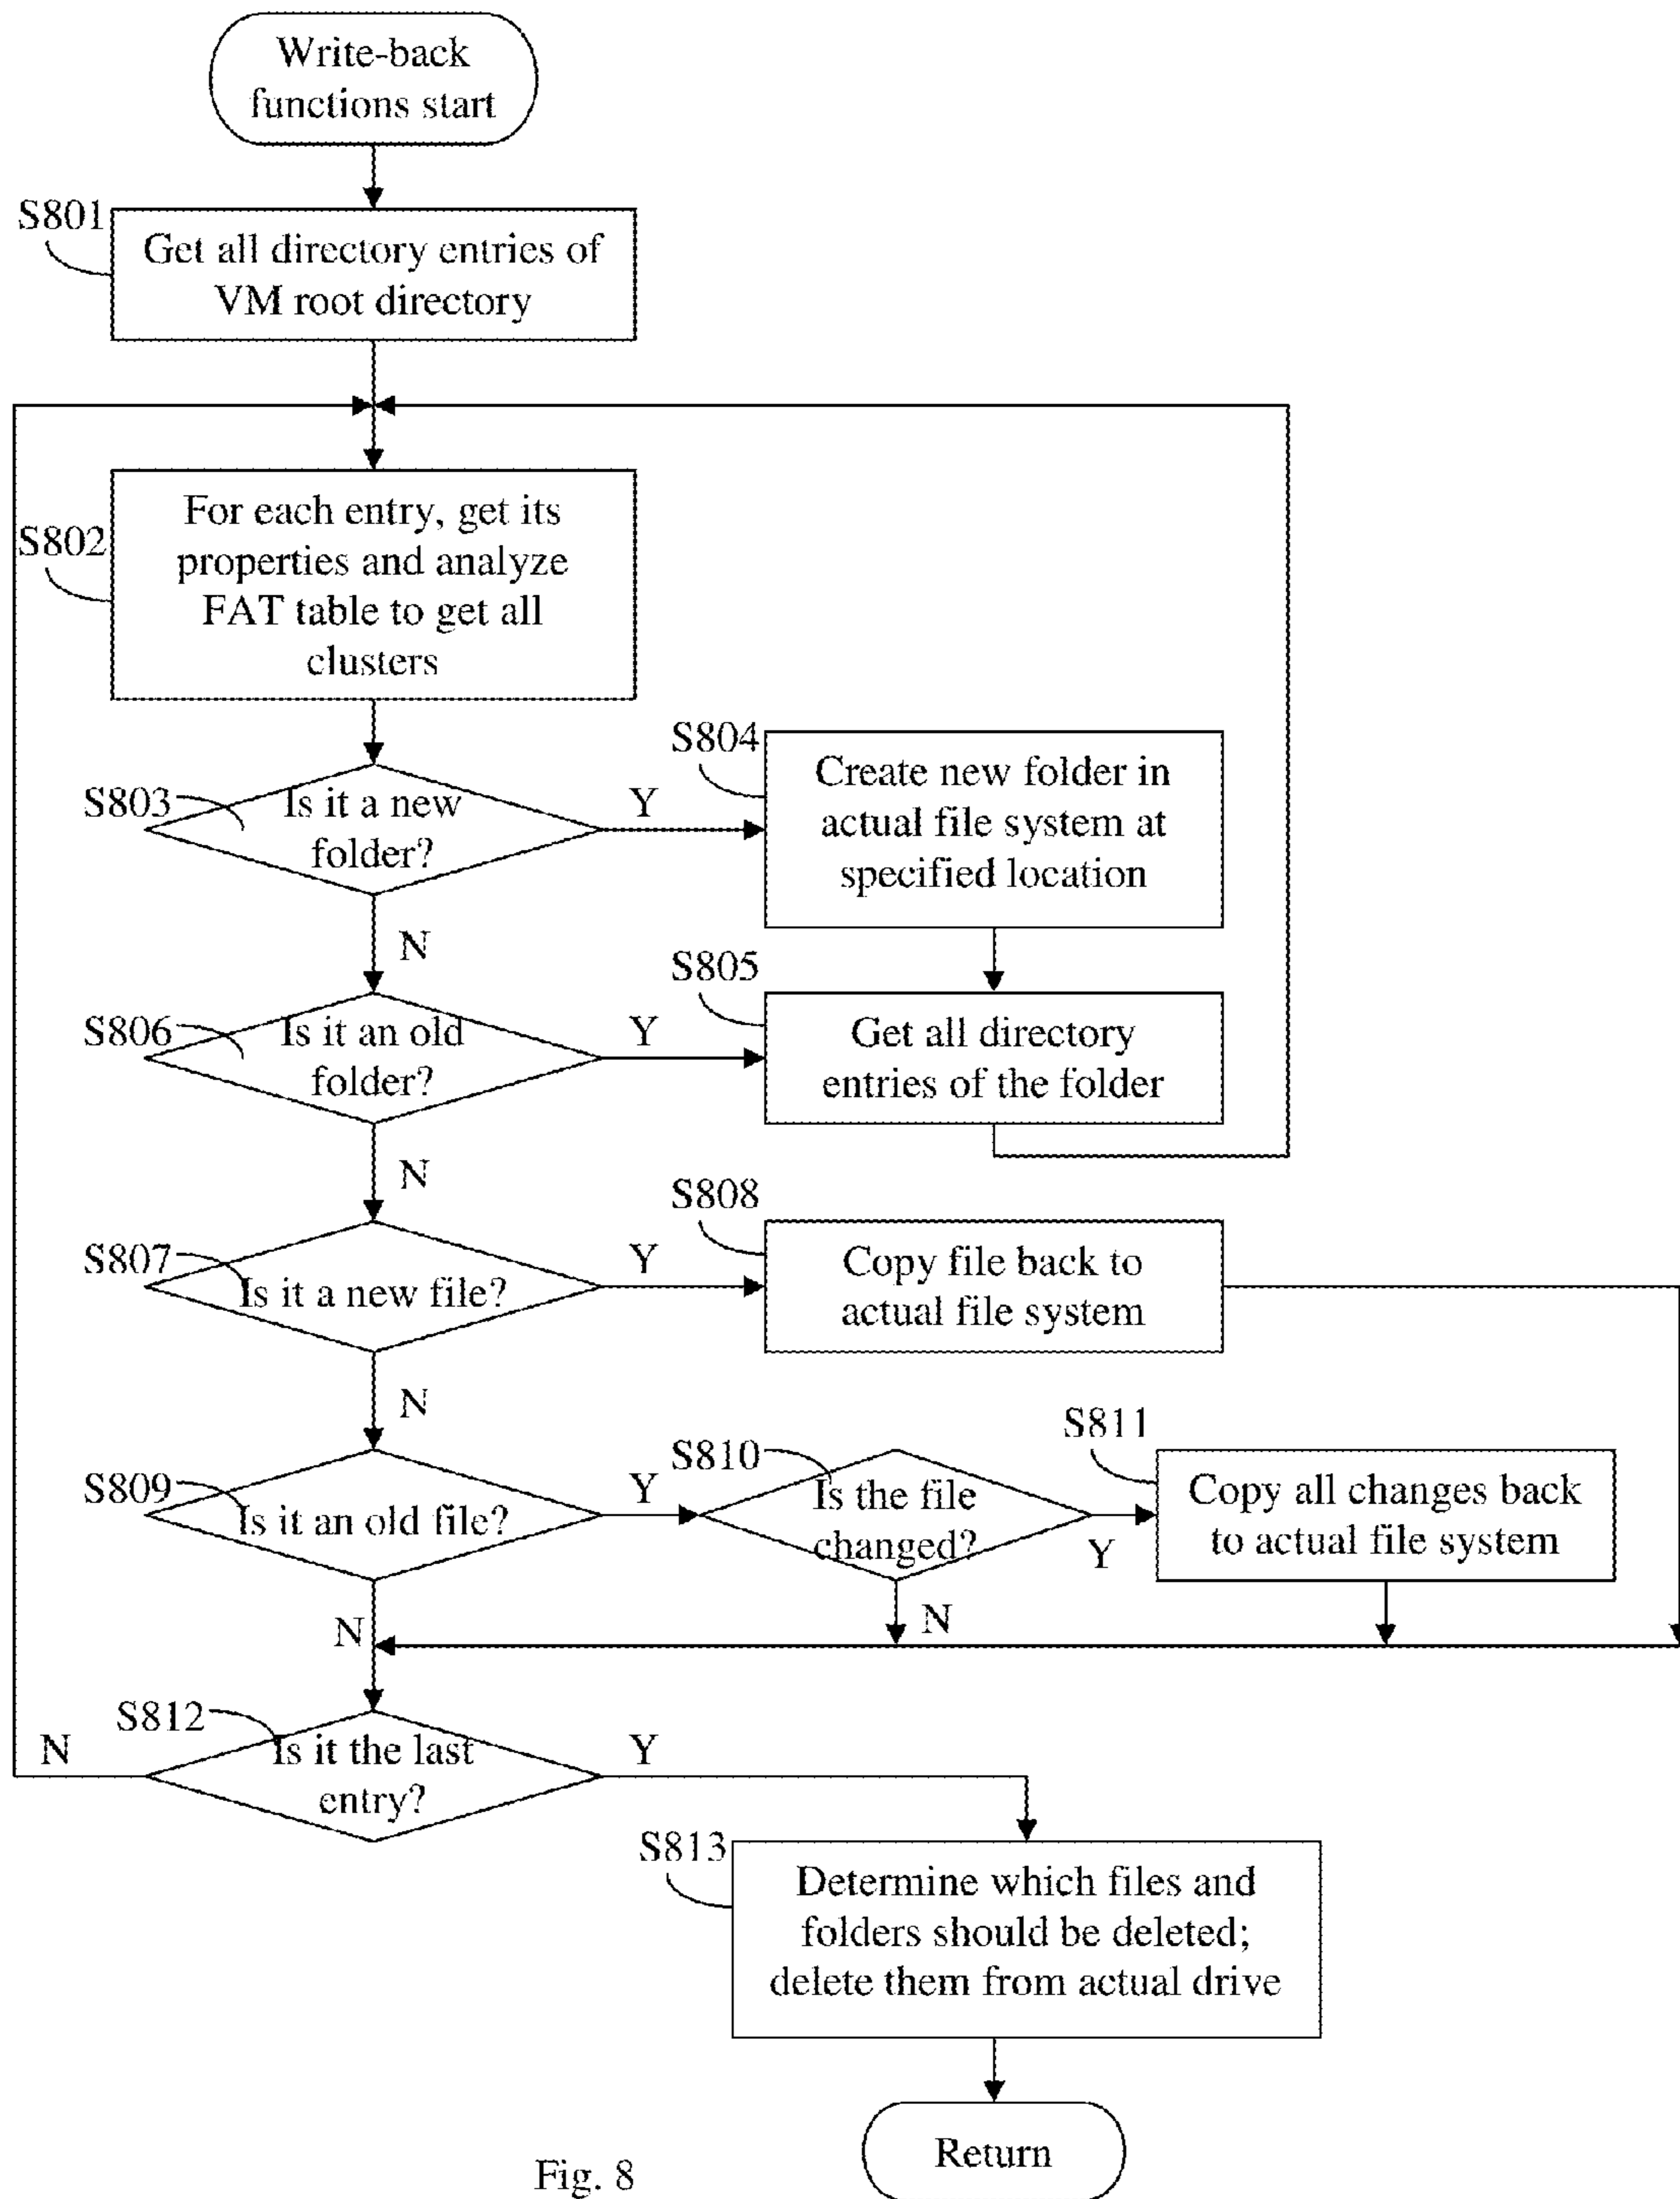 Write-back
functions start
S801
Get all directory entries of
VM root directory
S802
For each entry, get its
properties and analyze
FAT table to get all
clusters
S803
Is it a new
folder?
Y
N
S804
Create new folder in
actual file system at
specified location
S805
Get all directory
entries of the folder
S806
Is it an old
folder?
Y
N
S807
Is it a new file?
Y
N
S808
Copy file back to
actual file system
S809
Is it an old file?
Y
N
S810
Is the file
changed?
Y
N
S811
Copy all changes back
to actual file system
S812
Is it the last
entry?
N
Y
S813
Determine which files and
folders should be deleted;
delete them from actual drive
Return
Fig. 8